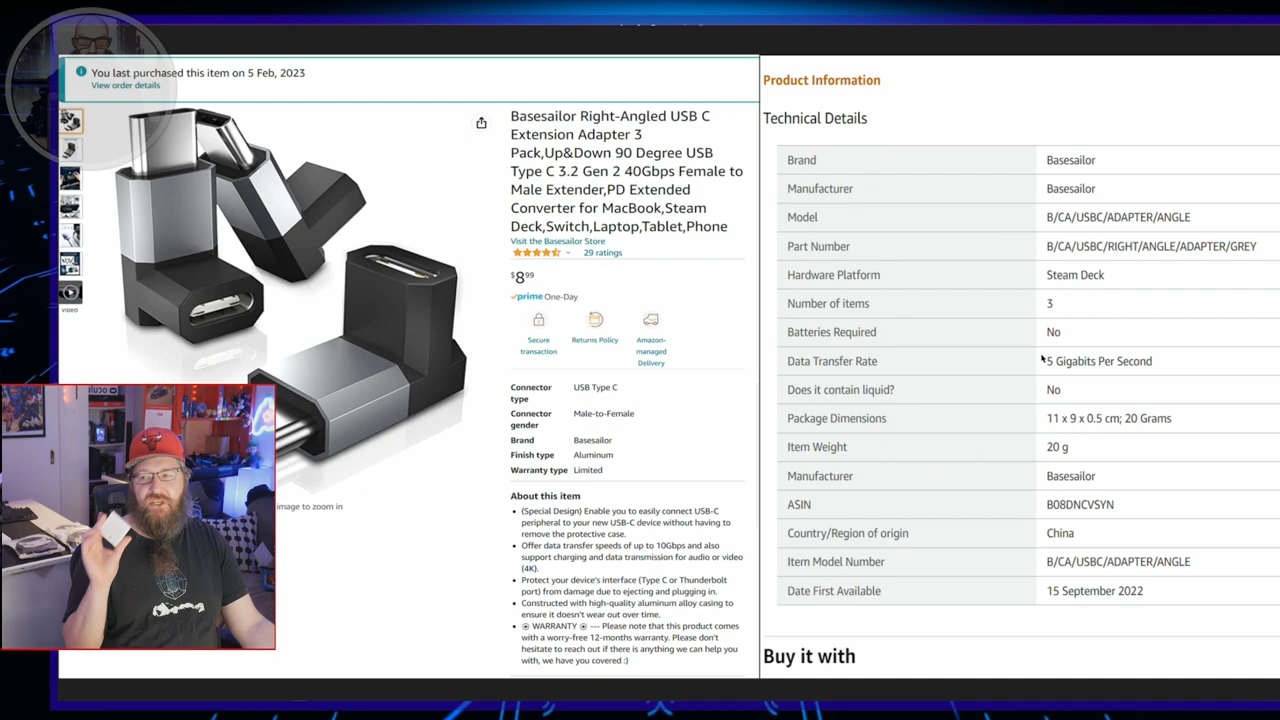 You last purchased this item on 5 Feb, 2023
View order details
VIDEO
image to zoom in
Basesailor Right-Angled USB C
Extension Adapter 3
Pack,Up&Down 90 Degree USB
Type C 3.2 Gen 2 40Gbps Female to
Male Extender,PD Extended
Converter for MacBook,Steam
Deck,Switch,Laptop,Tablet,Phone
Visit the Basesailor Store
29 ratings
$8.99
prime One-Day
Secure transaction
Returns Policy
Amazon-managed Delivery
Connector type USB Type C
Connector gender Male-to-Female
Brand Basesailor
Finish type Aluminum
Warranty type Limited
About this item
(Special Design) Enable you to easily connect USB-C
peripheral to your new USB-C device without having to
remove the protective case.
Offer data transfer speeds of up to 10Gbps and also
support charging and data transmission for audio or video
(4K).
Protect your device's interface (Type C or Thunderbolt
port) from damage due to ejecting and plugging in.
Constructed with high-quality aluminum alloy casing to
ensure it doesn't wear out over time.
WARRANTY --- Please note that this product comes
with a worry-free 12-months warranty. Please don't
hesitate to reach out if there is anything we can help you
with, we have you covered :)
Product Information
Technical Details
Brand Basesailor
Manufacturer Basesailor
Model B/CA/USBC/ADAPTER/ANGLE
Part Number B/CA/USBC/RIGHT/ANGLE/ADAPTER/GREY
Hardware Platform Steam Deck
Number of items 3
Batteries Required No
Data Transfer Rate 5 Gigabits Per Second
Does it contain liquid? No
Package Dimensions 11 x 9 x 0.5 cm; 20 Grams
Item Weight 20 g
Manufacturer Basesailor
ASIN B08DNCVSYN
Country/Region of origin China
Item Model Number B/CA/USBC/ADAPTER/ANGLE
Date First Available 15 September 2022
Buy it with